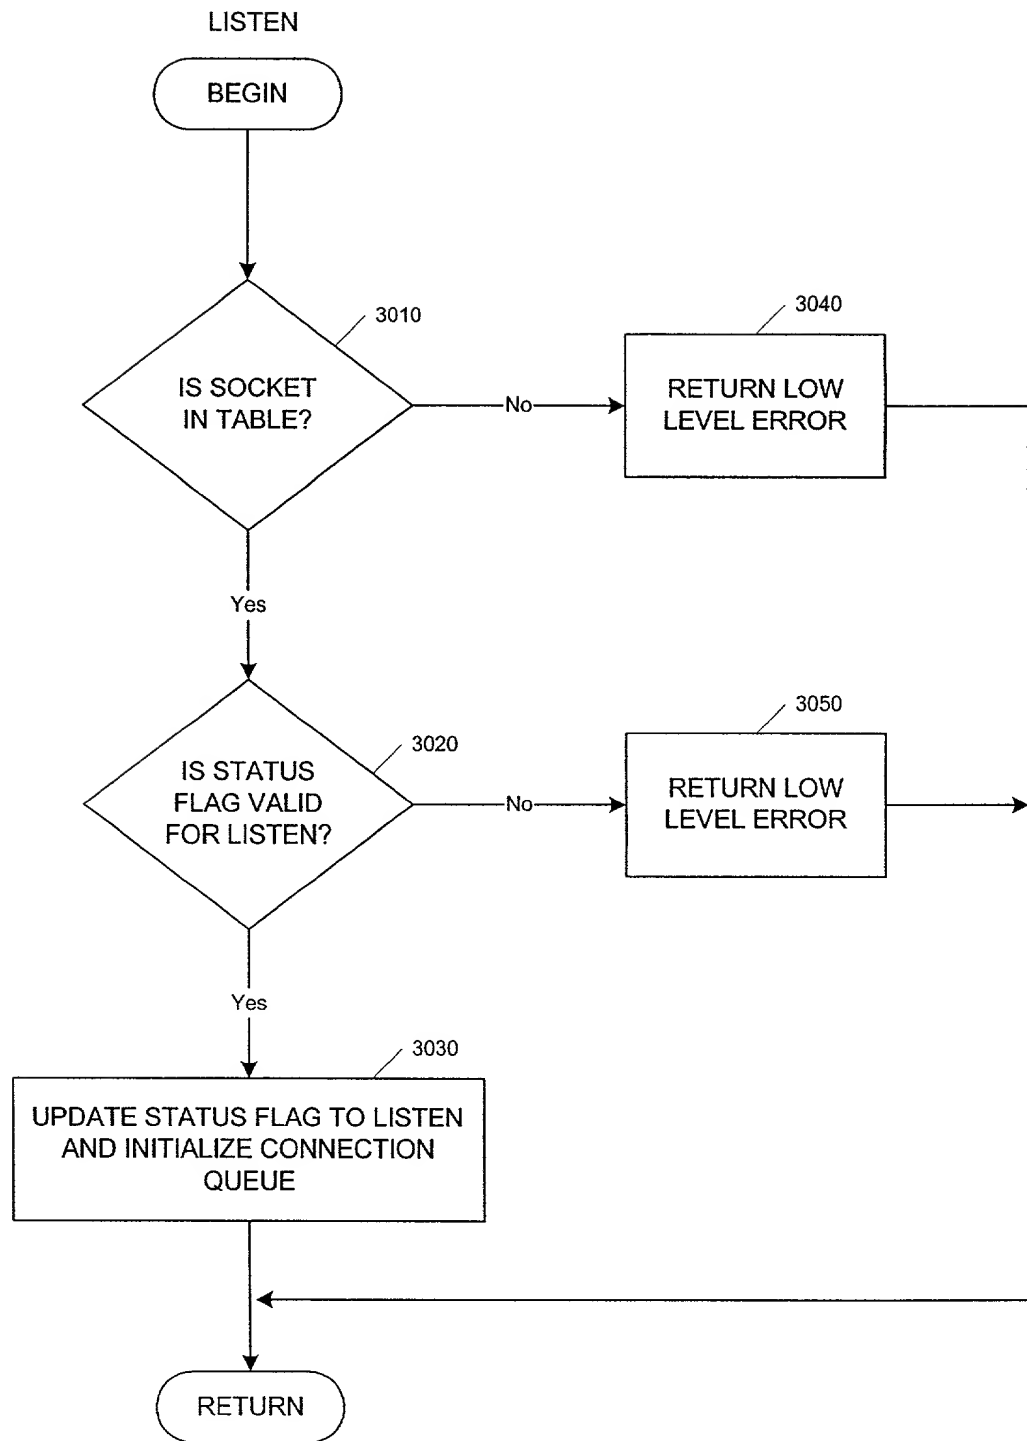 LISTEN
BEGIN
3010
IS SOCKET
IN TABLE?
No
3040
RETURN LOW
LEVEL ERROR
Yes
3020
IS STATUS
FLAG VALID
FOR LISTEN?
No
3050
RETURN LOW
LEVEL ERROR
Yes
3030
UPDATE STATUS FLAG TO LISTEN
AND INITIALIZE CONNECTION
QUEUE
RETURN